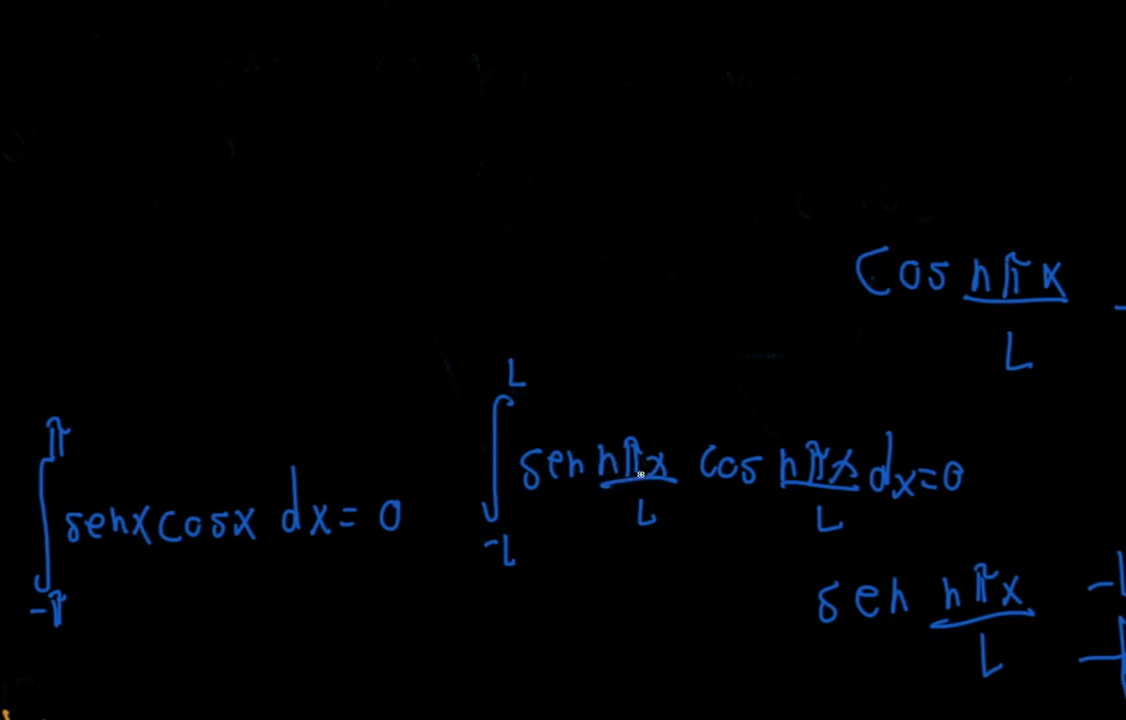 cos nπx/L
∫_{-π}^{π} senx cosx dx = 0
∫_{-L}^{L} sen nπx/L cos nπx/L dx = 0
sen nπx/L